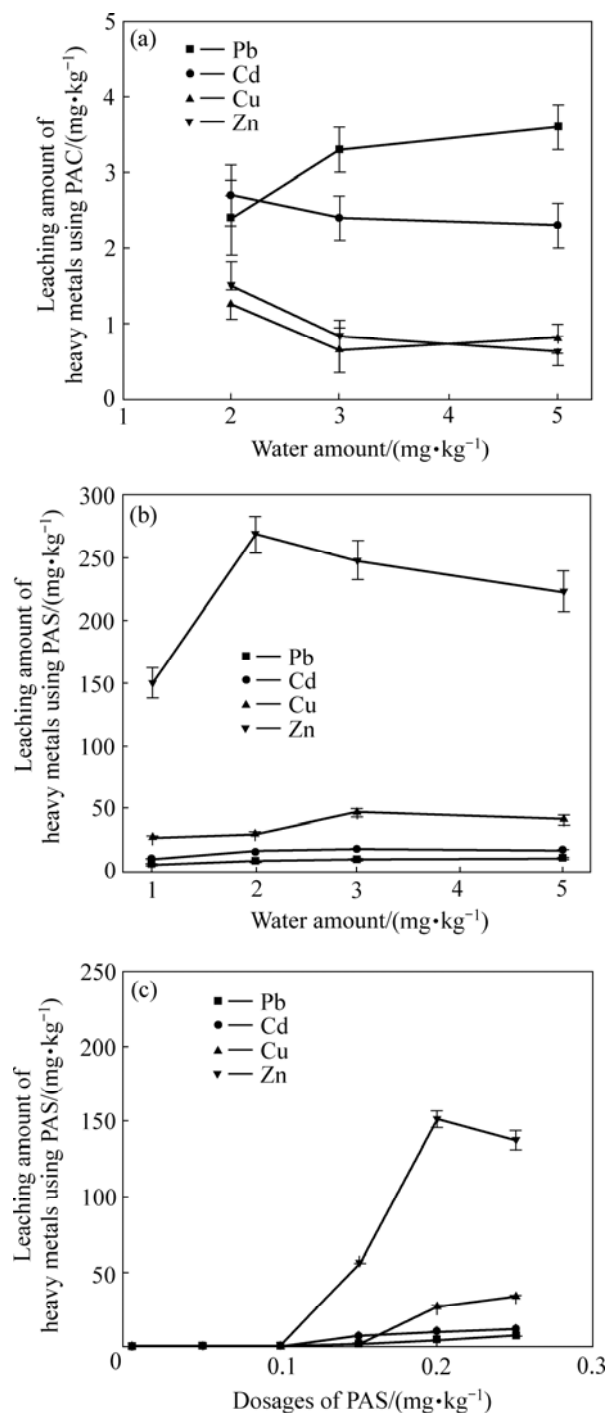 (a)
Pb
Cd
Cu
Zn
5
4
3
2
1
0
1
2
3
4
5
Leaching amount of
heavy metals using PAC/(mg•kg⁻¹)
Water amount/(mg•kg⁻¹)
(b)
Pb
Cd
Cu
Zn
300
250
200
150
100
50
0
1
2
3
4
5
Leaching amount of
heavy metals using PAS/(mg•kg⁻¹)
Water amount/(mg•kg⁻¹)
(c)
Pb
Cd
Cu
Zn
250
200
150
100
50
0
0.1
0.2
0.3
Leaching amount of
heavy metals using PAS/(mg•kg⁻¹)
Dosages of PAS/(mg•kg⁻¹)